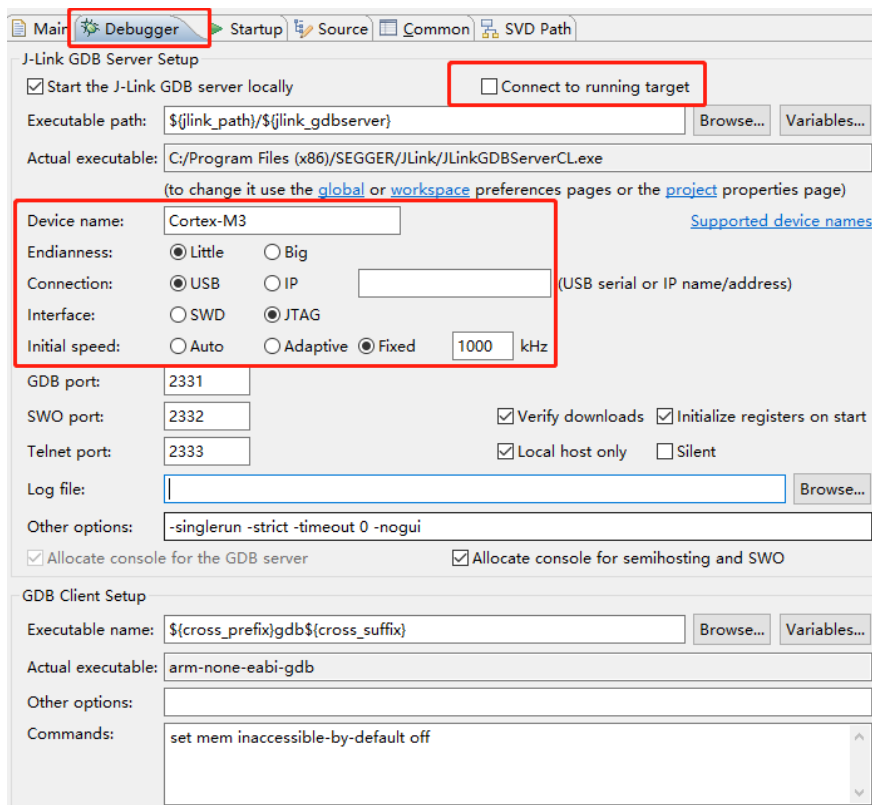 Main Debugger Startup Source Common SVD Path
J-Link GDB Server Setup
Start the J-Link GDB server locally Connect to running target
Executable path: ${jlink_path}/${jlink_gdbserver} Browse... Variables...
Actual executable: C:/Program Files (x86)/SEGGER/JLink/JLinkGDBServerCL.exe
(to change it use the global or workspace preferences pages or the project properties page)
Device name: Cortex-M3 Supported device names
Endianness: Little Big
Connection: USB IP (USB serial or IP name/address)
Interface: SWD JTAG
Initial speed: Auto Adaptive Fixed 1000 kHz
GDB port: 2331
SWO port: 2332 Verify downloads Initialize registers on start
Telnet port: 2333 Local host only Silent
Log file: Browse...
Other options: -singlerun -strict -timeout 0 -nogui
Allocate console for the GDB server Allocate console for semihosting and SWO
GDB Client Setup
Executable name: ${cross_prefix}gdb${cross_suffix} Browse... Variables...
Actual executable: arm-none-eabi-gdb
Other options:
Commands: set mem inaccessible-by-default off